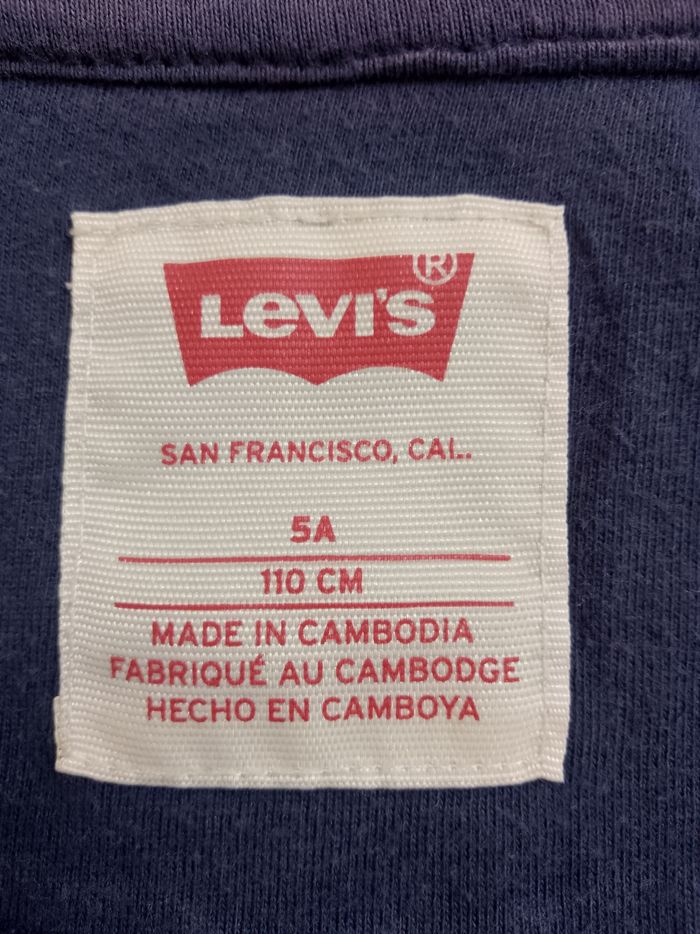 Levi's ®
SAN FRANCISCO, CAL.
5A
110 CM
MADE IN CAMBODIA
FABRIQUÉ AU CAMBODGE
HECHO EN CAMBOYA